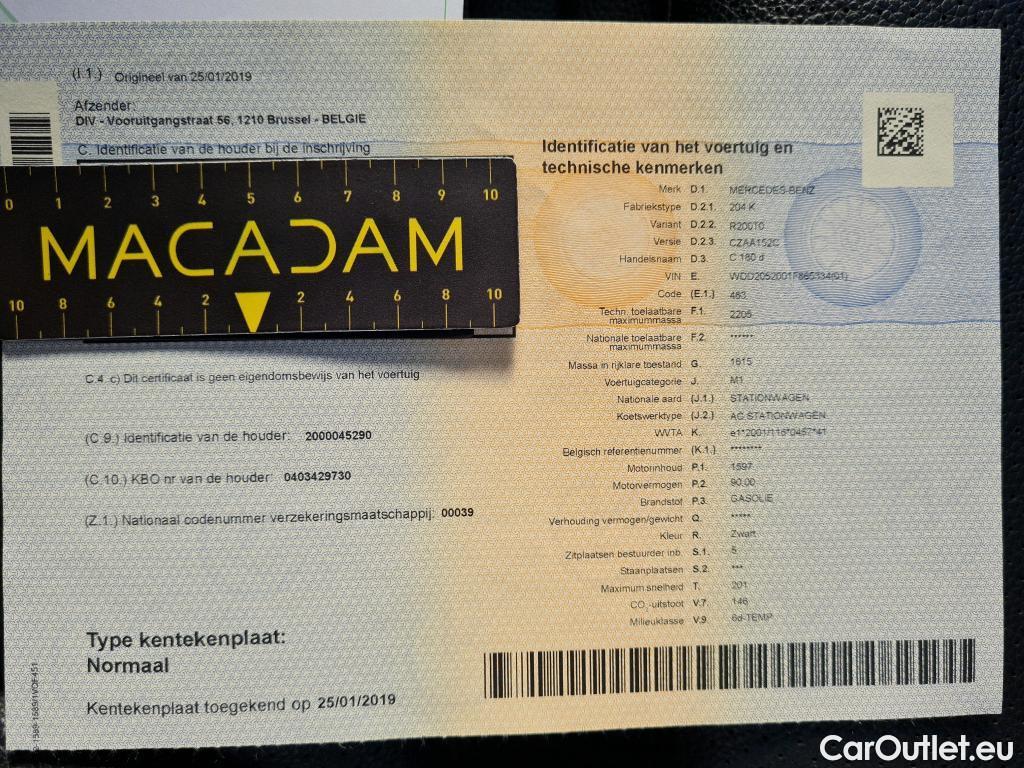 (I.1.) Origineel van 25/01/2019
Afzender:
DIV - Vooruitgangstraat 56, 1210 Brussel - BELGIE
C. Identificatie van de houder bij de inschrijving
0 1 2 3 4 5 6 7 8 9 10
MACADAM
10 8 6 4 2 2 4 6 8 10
C.4. c) Dit certificaat is geen eigendomsbewijs van het voertuig
(C.9.) Identificatie van de houder: 2000045290
(C.10.) KBO nr van de houder: 0403429730
(Z.1.) Nationaal codenummer verzekeringsmaatschappij: 00039
Type kentekenplaat:
Normaal
Kentekenplaat toegekend op 25/01/2019
Identificatie van het voertuig en
technische kenmerken
Merk D.1. MERCEDES-BENZ
Fabriekstype D.2.1. 204 K
Variant D.2.2. R200T0
Versie D.2.3. CZAA152C
Handelsnaam D.3. C 180 d
VIN E.
Code (E.1.) 463
Techn. toelaatbare
maximummassa F.1. 2205
Nationale toelaatbare
maximummassa F.2. ******
Massa in rijklare toestand G. 1615
Voertuigcategorie J. M1
Nationale aard (J.1.) STATIONWAGEN
Koetswerktype (J.2.) AC STATIONWAGEN
WVTA K. e1*2001/116*0457*41
Belgisch referentienummer (K.1.) ********
Motorinhoud P.1. 1597
Motorvermogen P.2. 90.00
Brandstof P.3. GASOLIE
Verhouding vermogen/gewicht Q. *****
Kleur R. Zwart
Zitplaatsen bestuurder inb. S.1. 5
Staanplaatsen S.2. ***
Maximum snelheid T. 201
CO2-uitstoot V.7. 146
Milieuklasse V.9. 6d-TEMP
CarOutlet.eu